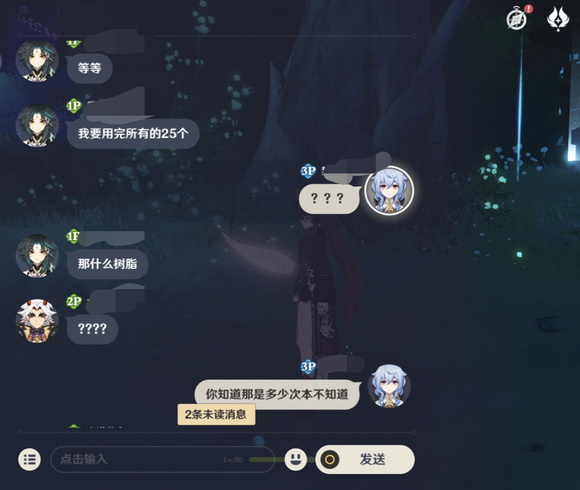 1P
等等
1P
我要用完所有的25个
3P
？？？
1P
那什么树脂
2P
????
3P
你知道那是多少次本不知道
2条未读消息
点击输入
Lv.90
发送